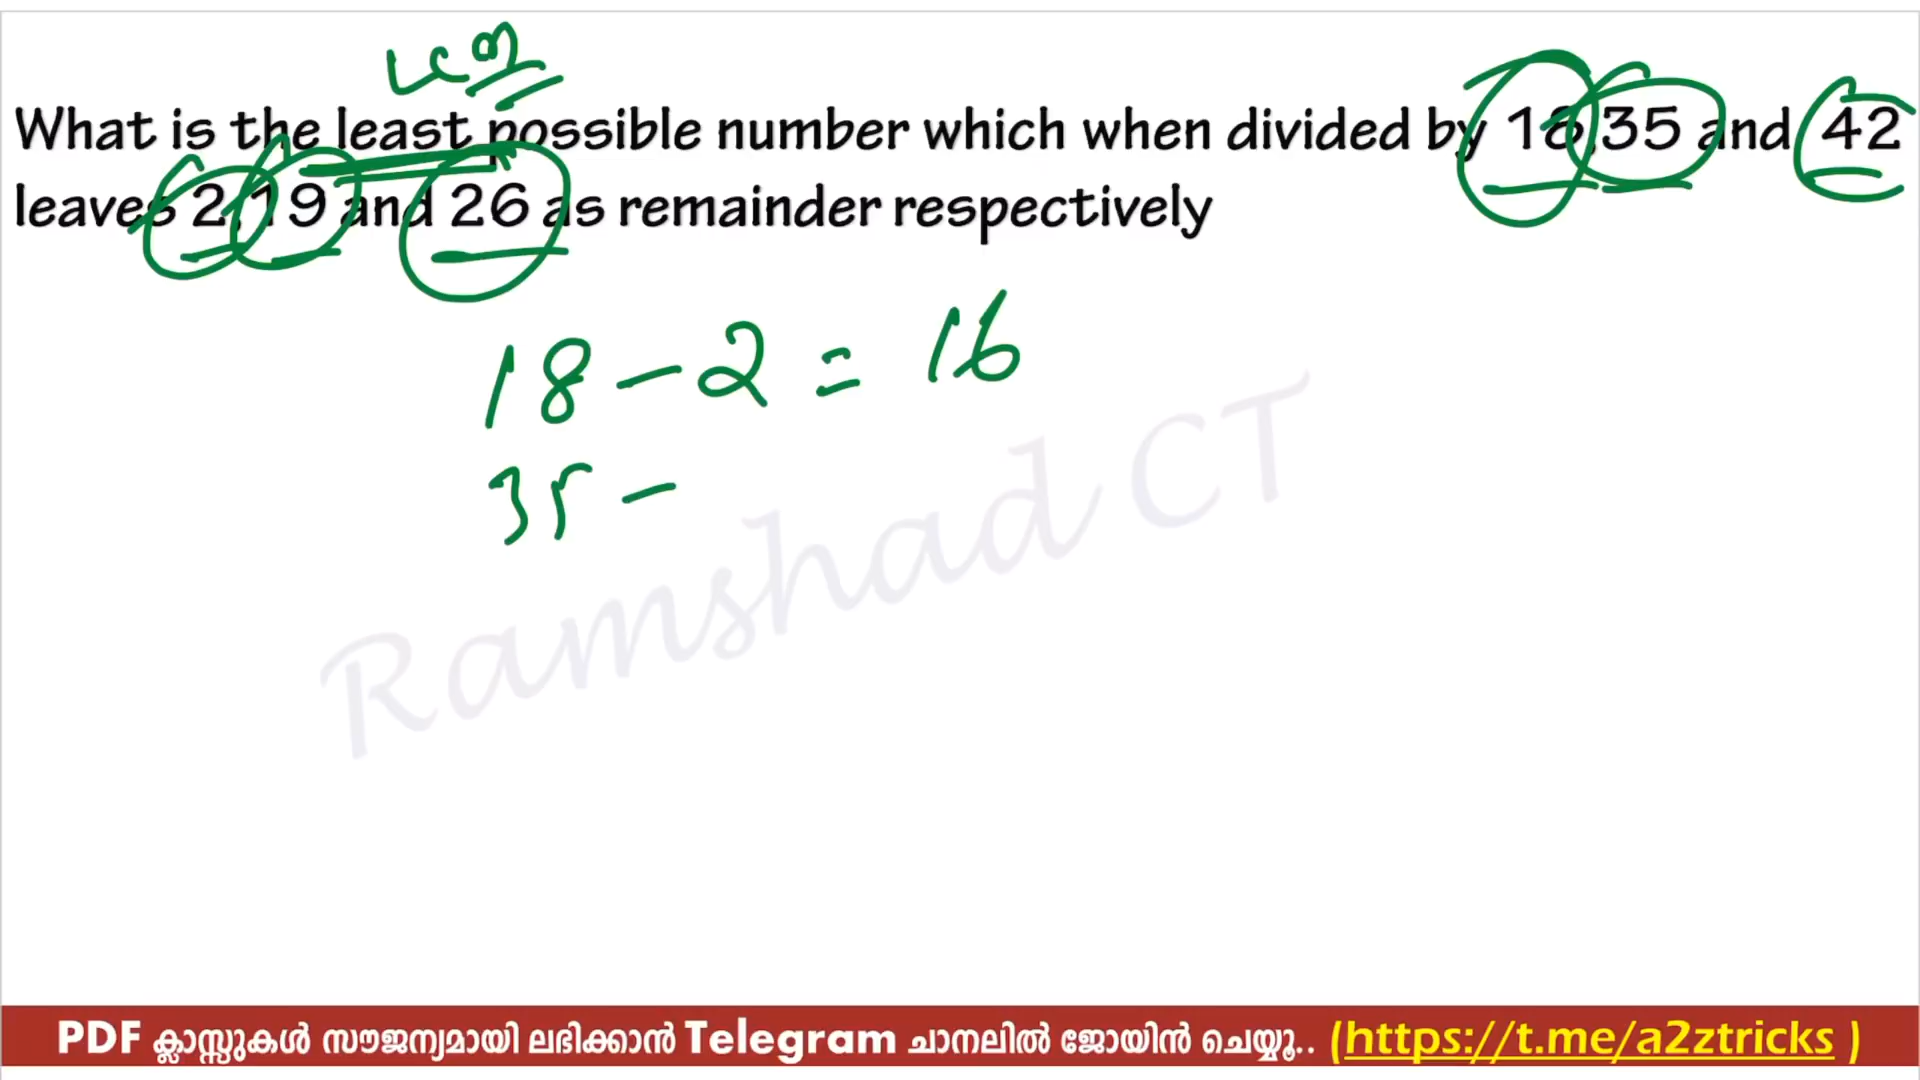 LCM
What is the least possible number which when divided by 18,35 and 42
leaves 2,19 and 26 as remainder respectively
18 - 2 = 16
35 -
Ramshad CT
PDF ക്ലാസ്സുകൾ സൗജന്യമായി ലഭിക്കാൻ Telegram ചാനലിൽ ജോയിൻ ചെയ്യൂ.. (https://t.me/a2ztricks )